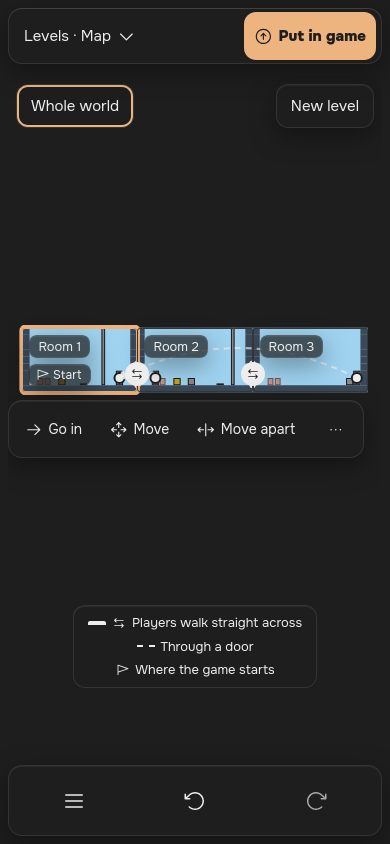 Levels · Map
Put in game
Whole world
New level
Room 1
Room 2
Room 3
Start
Go in
Move
Move apart
Players walk straight across
Through a door
Where the game starts